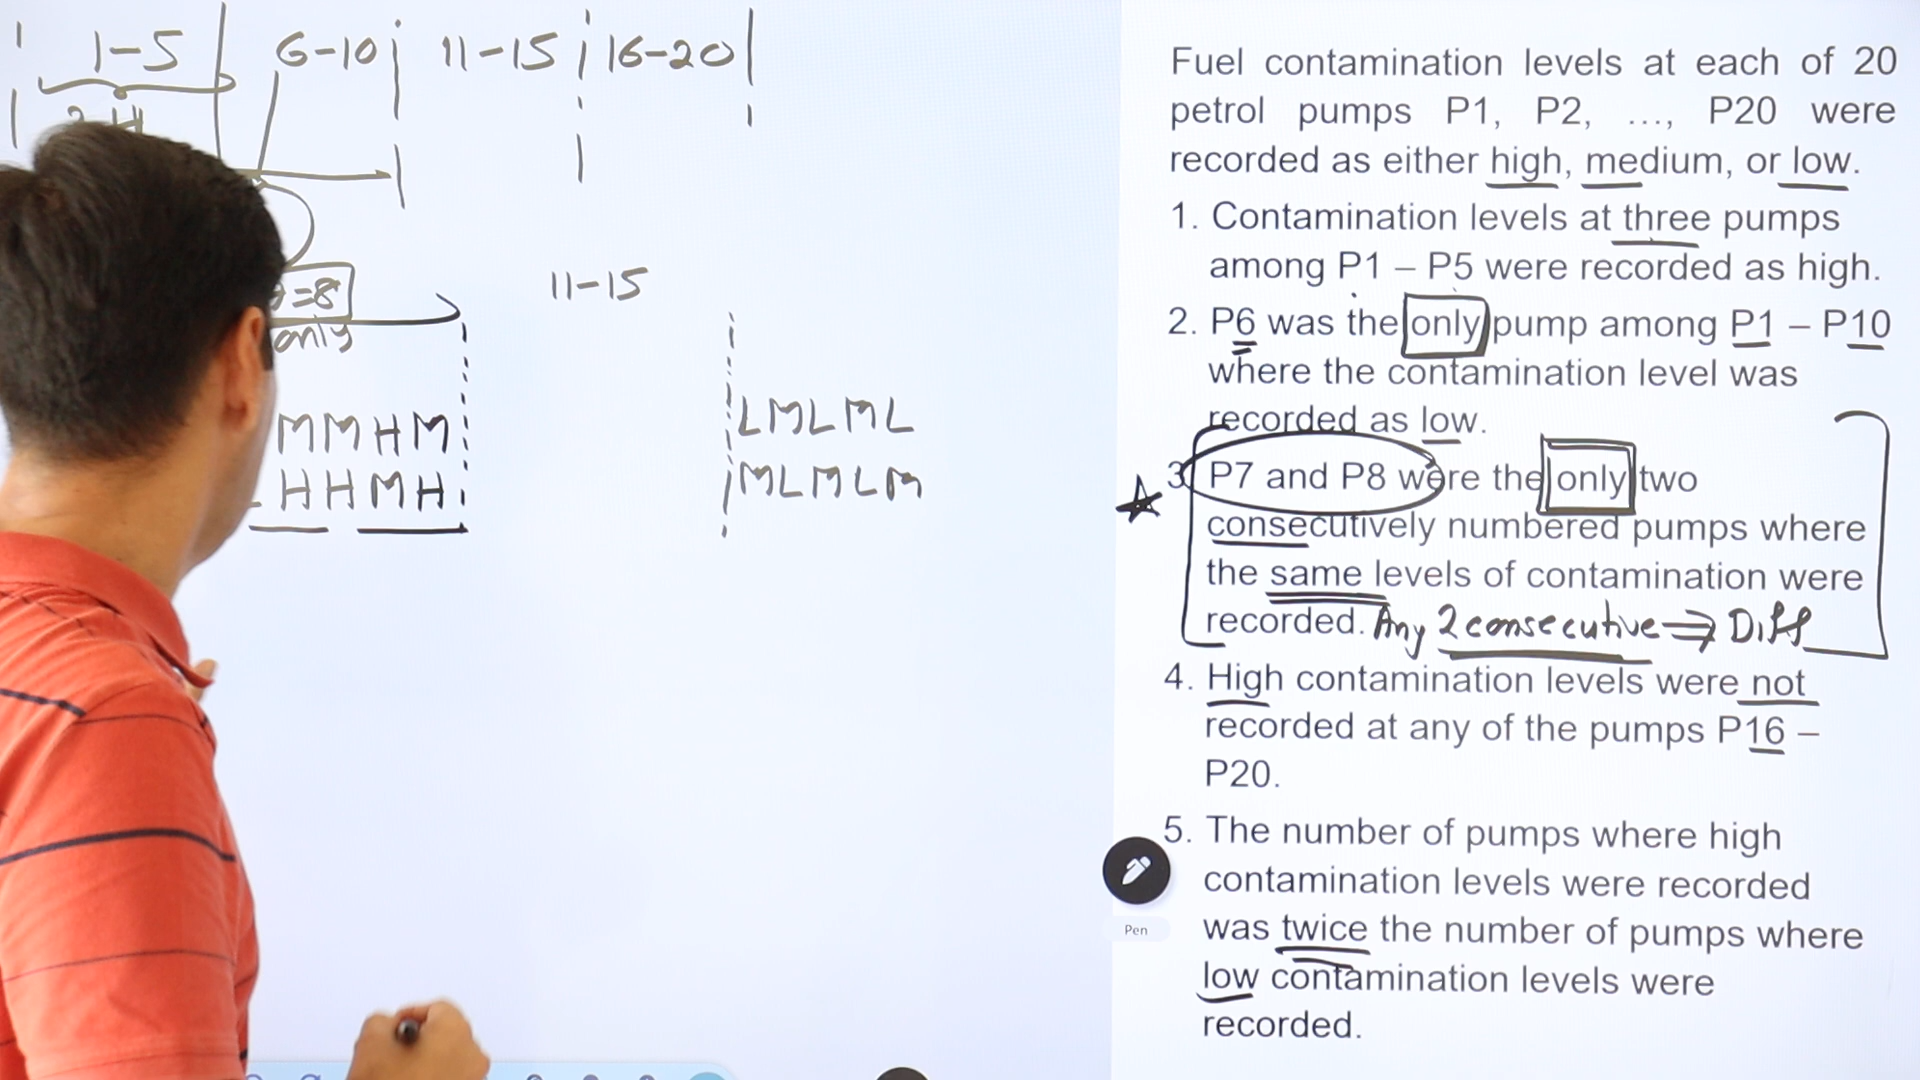 1-5 6-10 11-15 16-20
11-15
=8
only
MMHM
LMLML
HHMH
MLMLM
Fuel contamination levels at each of 20
petrol pumps P1, P2, ..., P20 were
recorded as either high, medium, or low.
1. Contamination levels at three pumps
among P1 – P5 were recorded as high.
2. P6 was the only pump among P1 – P10
where the contamination level was
recorded as low.
3. P7 and P8 were the only two
consecutively numbered pumps where
the same levels of contamination were
recorded. Any 2 consecutive ⇒ Diff
4. High contamination levels were not
recorded at any of the pumps P16 –
P20.
5. The number of pumps where high
contamination levels were recorded
was twice the number of pumps where
low contamination levels were
recorded.
Pen